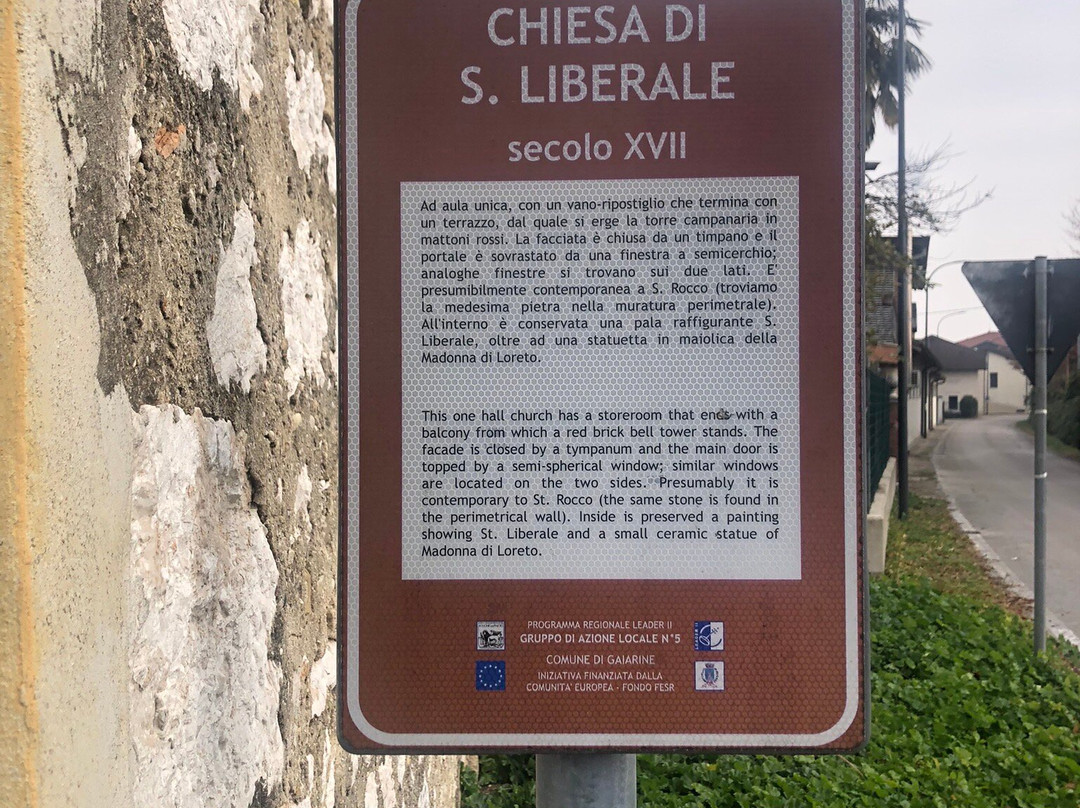 CHIESA DI
S. LIBERALE
secolo XVII
Ad aula unica, con un vano-ripostiglio che termina con
un terrazzo, dal quale si erge la torre campanaria in
mattoni rossi. La facciata è chiusa da un timpano e il
portale è sovrastato da una finestra a semicerchio;
analoghe finestre si trovano sui due lati. E'
presumibilmente contemporanea a S. Rocco (troviamo
la medesima pietra nella muratura perimetrale).
All'interno è conservata una pala raffigurante S.
Liberale, oltre ad una statuetta in maiolica della
Madonna di Loreto.
This one hall church has a storeroom that ends with a
balcony from which a red brick bell tower stands. The
facade is closed by a tympanum and the main door is
topped by a semi-spherical window; similar windows
are located on the two sides. Presumably it is
contemporary to St. Rocco (the same stone is found in
the perimetrical wall). Inside is preserved a painting
showing St. Liberale and a small ceramic statue of
Madonna di Loreto.
PROGRAMMA REGIONALE LEADER II
GRUPPO DI AZIONE LOCALE N°5
LEADER II
COMUNE DI GAIARINE
INIZIATIVA FINANZIATA DALLA
COMUNITA' EUROPEA - FONDO FESR